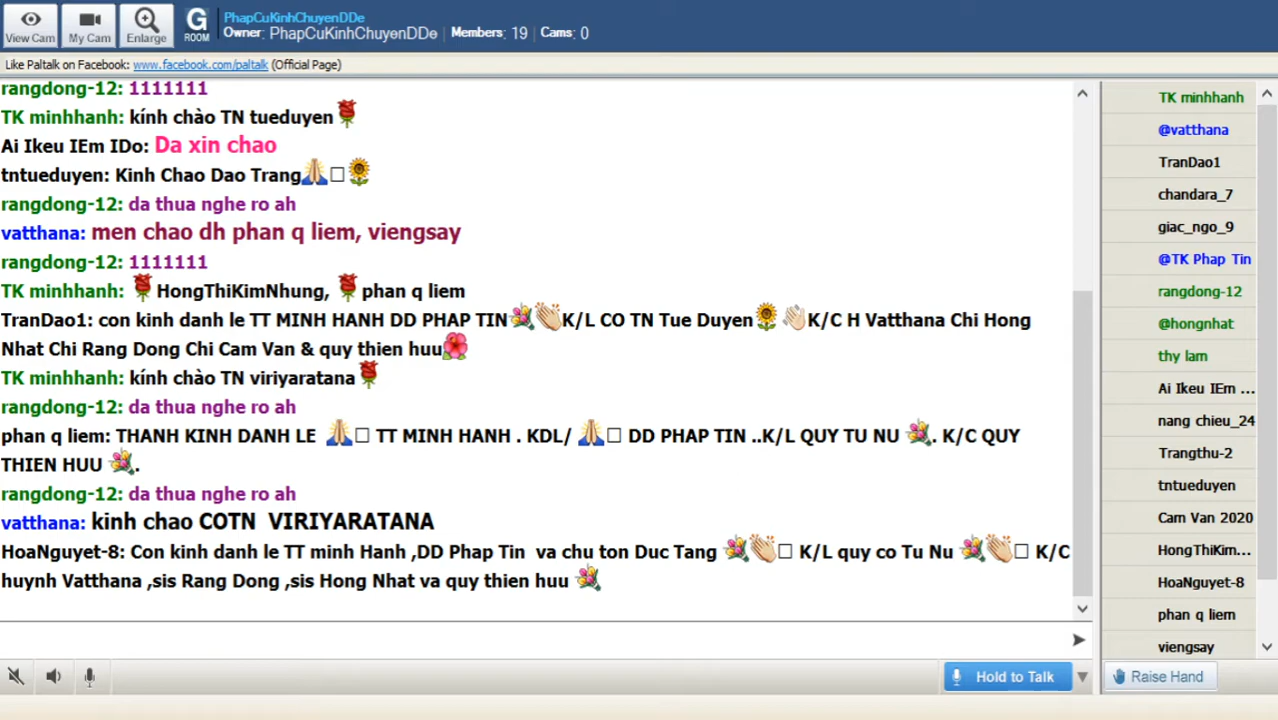 View Cam
My Cam
Enlarge
G
ROOM
PhapCuKinhChuyenDDe
Owner: PhapCuKinhChuyenDDe Members: 19 Cams: 0
Like Paltalk on Facebook: www.facebook.com/paltalk (Official Page)
rangdong-12: 1111111
TK minhhanh: kính chào TN tueduyen
Ai Ikeu IEm IDo: Da xin chao
tntueduyen: Kinh Chao Dao Trang
rangdong-12: da thua nghe ro ah
vatthana: men chao dh phan q liem, viengsay
rangdong-12: 1111111
TK minhhanh: HongThiKimNhung, phan q liem
TranDao1: con kinh danh le TT MINH HANH DD PHAP TIN K/L CO TN Tue Duyen K/C H Vatthana Chi Hong
Nhat Chi Rang Dong Chi Cam Van & quy thien huu
TK minhhanh: kính chào TN viriyaratana
rangdong-12: da thua nghe ro ah
phan q liem: THANH KINH DANH LE TT MINH HANH . KDL/ DD PHAP TIN ..K/L QUY TU NU . K/C QUY
THIEN HUU .
rangdong-12: da thua nghe ro ah
vatthana: kinh chao COTN VIRIYARATANA
HoaNguyet-8: Con kinh danh le TT minh Hanh ,DD Phap Tin va chu ton Duc Tang K/L quy co Tu Nu K/C
huynh Vatthana ,sis Rang Dong ,sis Hong Nhat va quy thien huu
Hold to Talk
TK minhhanh
@vatthana
TranDao1
chandara_7
giac_ngo_9
@TK Phap Tin
rangdong-12
@hongnhat
thy lam
Ai Ikeu IEm ...
nang chieu_24
Trangthu-2
tntueduyen
Cam Van 2020
HongThiKim...
HoaNguyet-8
phan q liem
viengsay
Raise Hand